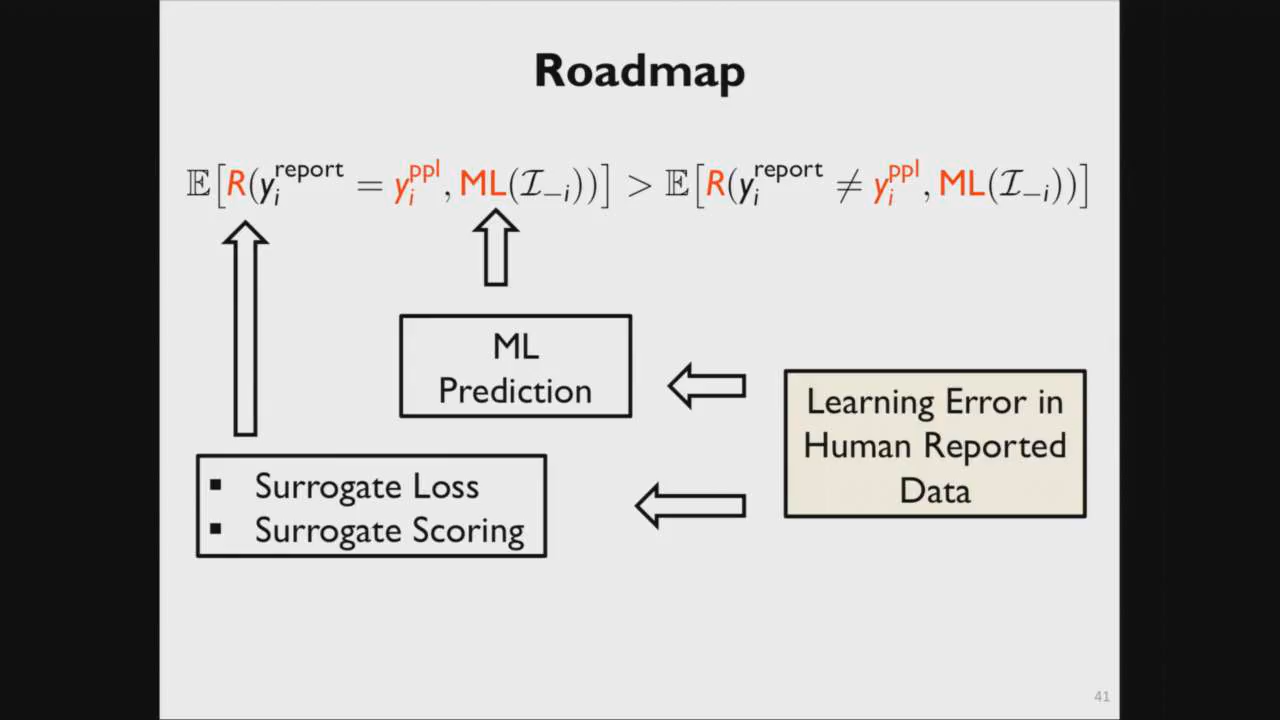 Roadmap
𝔼[R(y_i^report = y_i^ppl, ML(ℐ_−i))] > 𝔼[R(y_i^report ≠ y_i^ppl, ML(ℐ_−i))]
ML
Prediction
Learning Error in
Human Reported
Data
▪ Surrogate Loss
▪ Surrogate Scoring
41